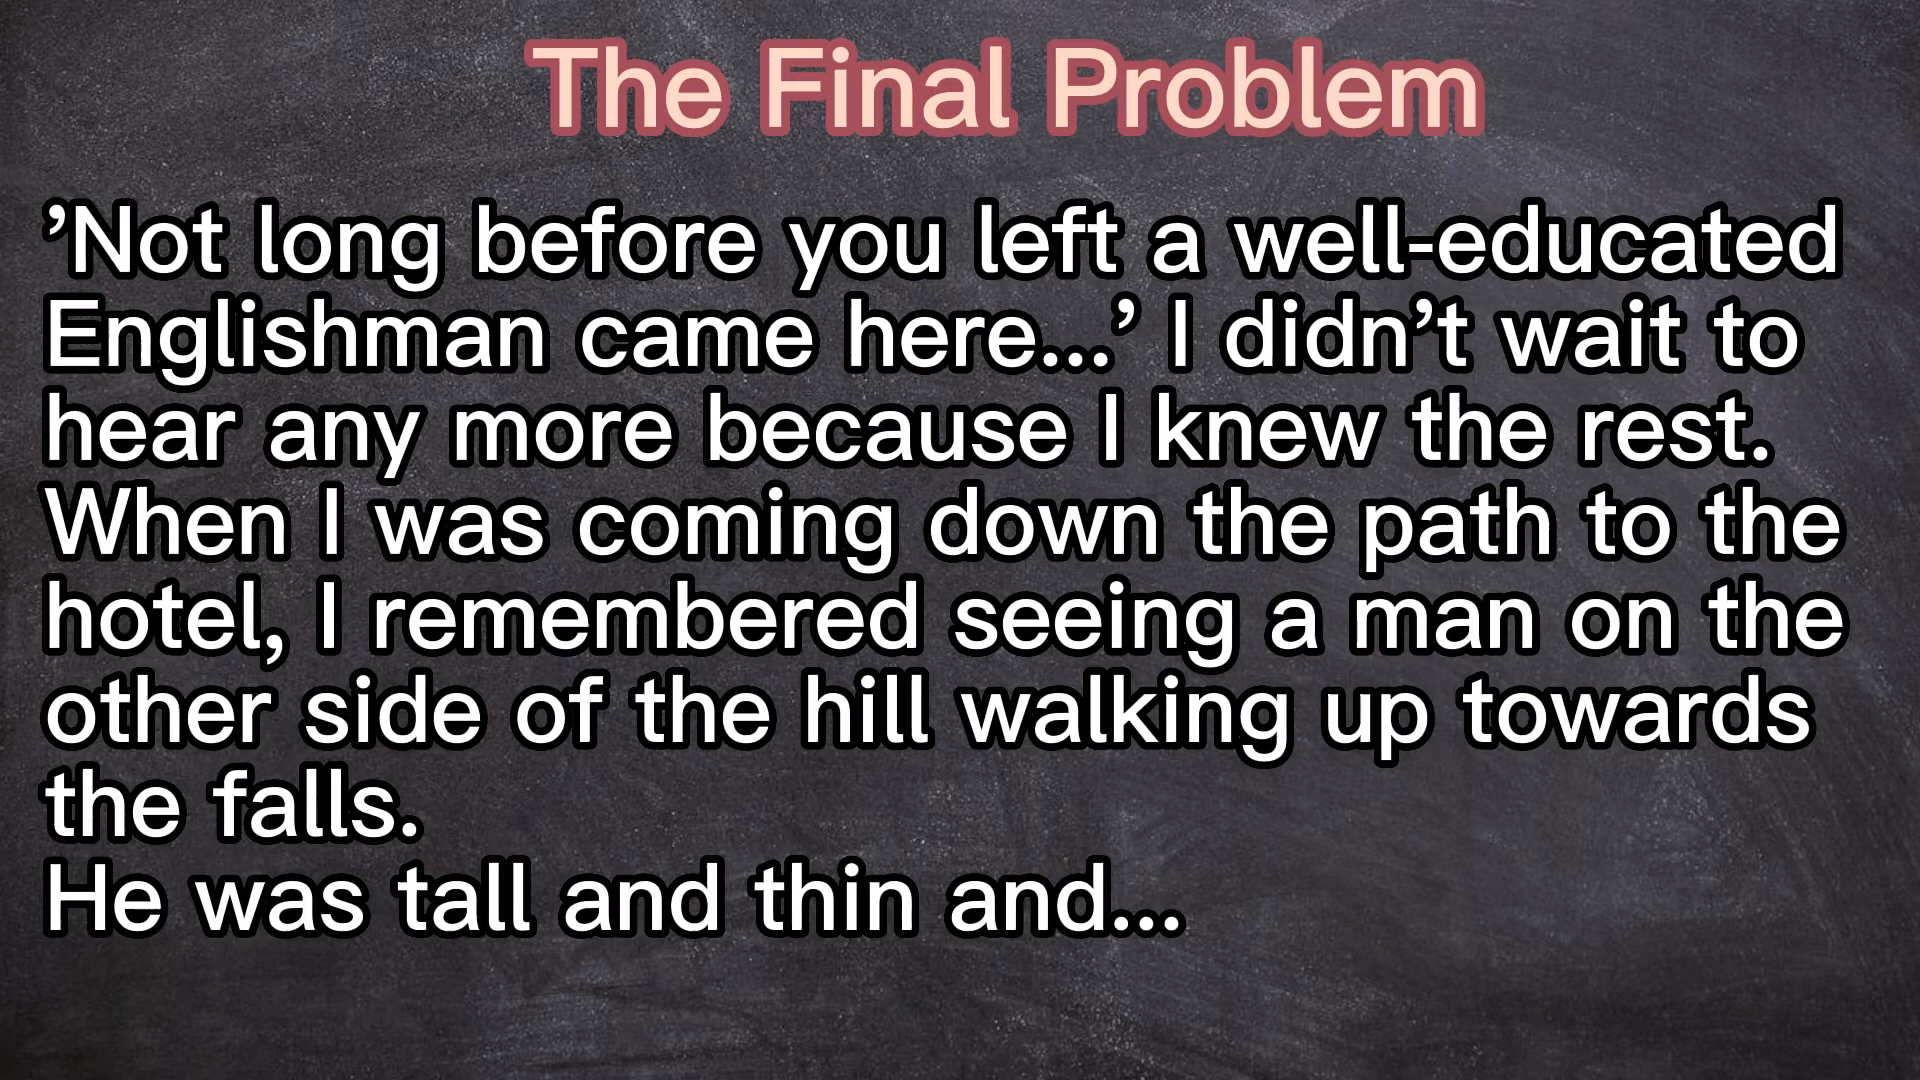 The Final Problem
’Not long before you left a well-educated
Englishman came here...’ I didn’t wait to
hear any more because I knew the rest.
When I was coming down the path to the
hotel, I remembered seeing a man on the
other side of the hill walking up towards
the falls.
He was tall and thin and...